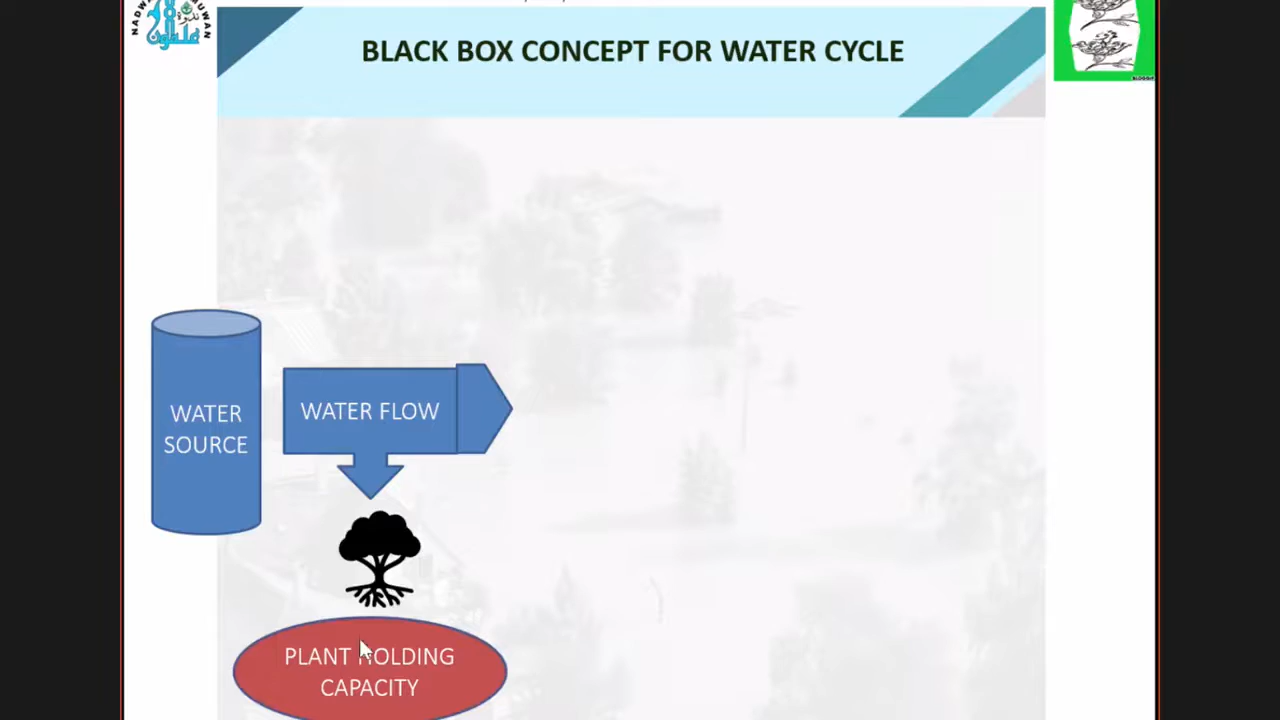 BLACK BOX CONCEPT FOR WATER CYCLE
WATER
SOURCE
WATER FLOW
PLANT HOLDING
CAPACITY